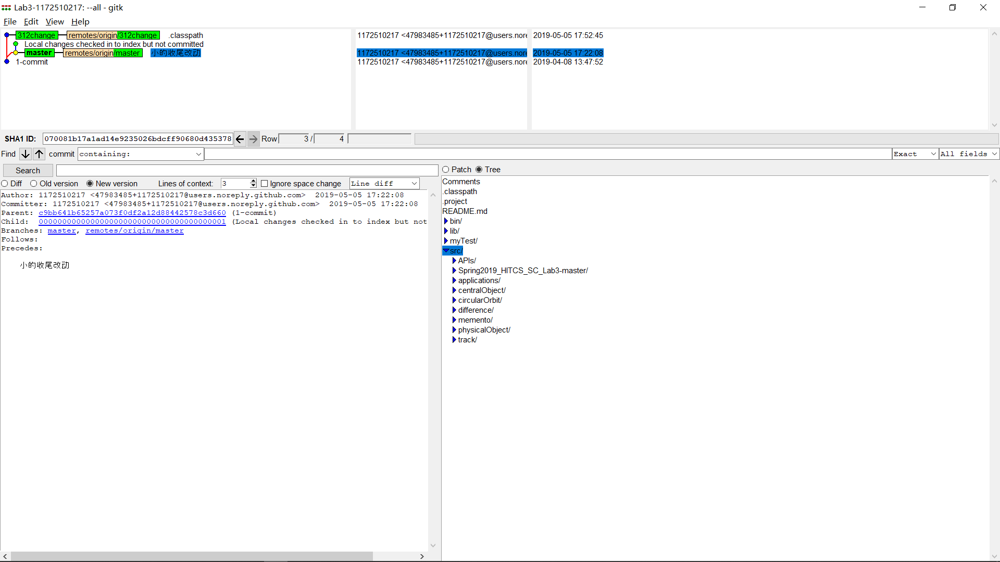 Lab3-1172510217: --all - gitk
File Edit View Help
312change remotes/origin/312change .classpath 1172510217 <47983485+1172510217@users.nore 2019-05-05 17:52:45
Local changes checked in to index but not committed
master remotes/origin/master 小的收尾改动 1172510217 <47983485+1172510217@users.nore 2019-05-05 17:22:08
1-commit 1172510217 <47983485+1172510217@users.nore 2019-04-08 13:47:52
SHA1 ID: 070081b17a1ad14e9235026bdcff90680d435378 Row 3 / 4
Find commit containing: Exact All fields
Search
Patch Tree
Diff Old version New version Lines of context: 3 Ignore space change Line diff
Author: 1172510217 <47983485+1172510217@users.noreply.github.com> 2019-05-05 17:22:08
Committer: 1172510217 <47983485+1172510217@users.noreply.github.com> 2019-05-05 17:22:08
Parent: c9bb641b65257a073f0df2a12d88442578c3d660 (1-commit)
Child: 0000000000000000000000000000000000000001 (Local changes checked in to index but not
Branches: master, remotes/origin/master
Follows:
Precedes:
小的收尾改动
Comments
.classpath
.project
README.md
bin/
lib/
myTest/
src/
APIs/
Spring2019_HITCS_SC_Lab3-master/
applications/
centralObject/
circularOrbit/
difference/
memento/
physicalObject/
track/